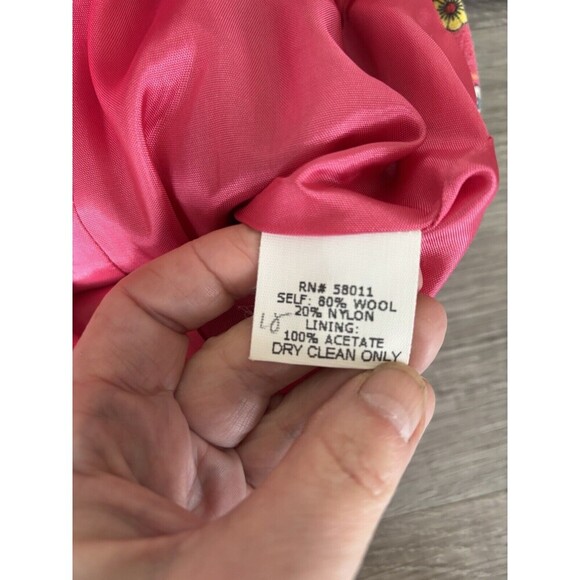 RN# 58011
SELF: 80% WOOL
20% NYLON
LINING:
100% ACETATE
DRY CLEAN ONLY